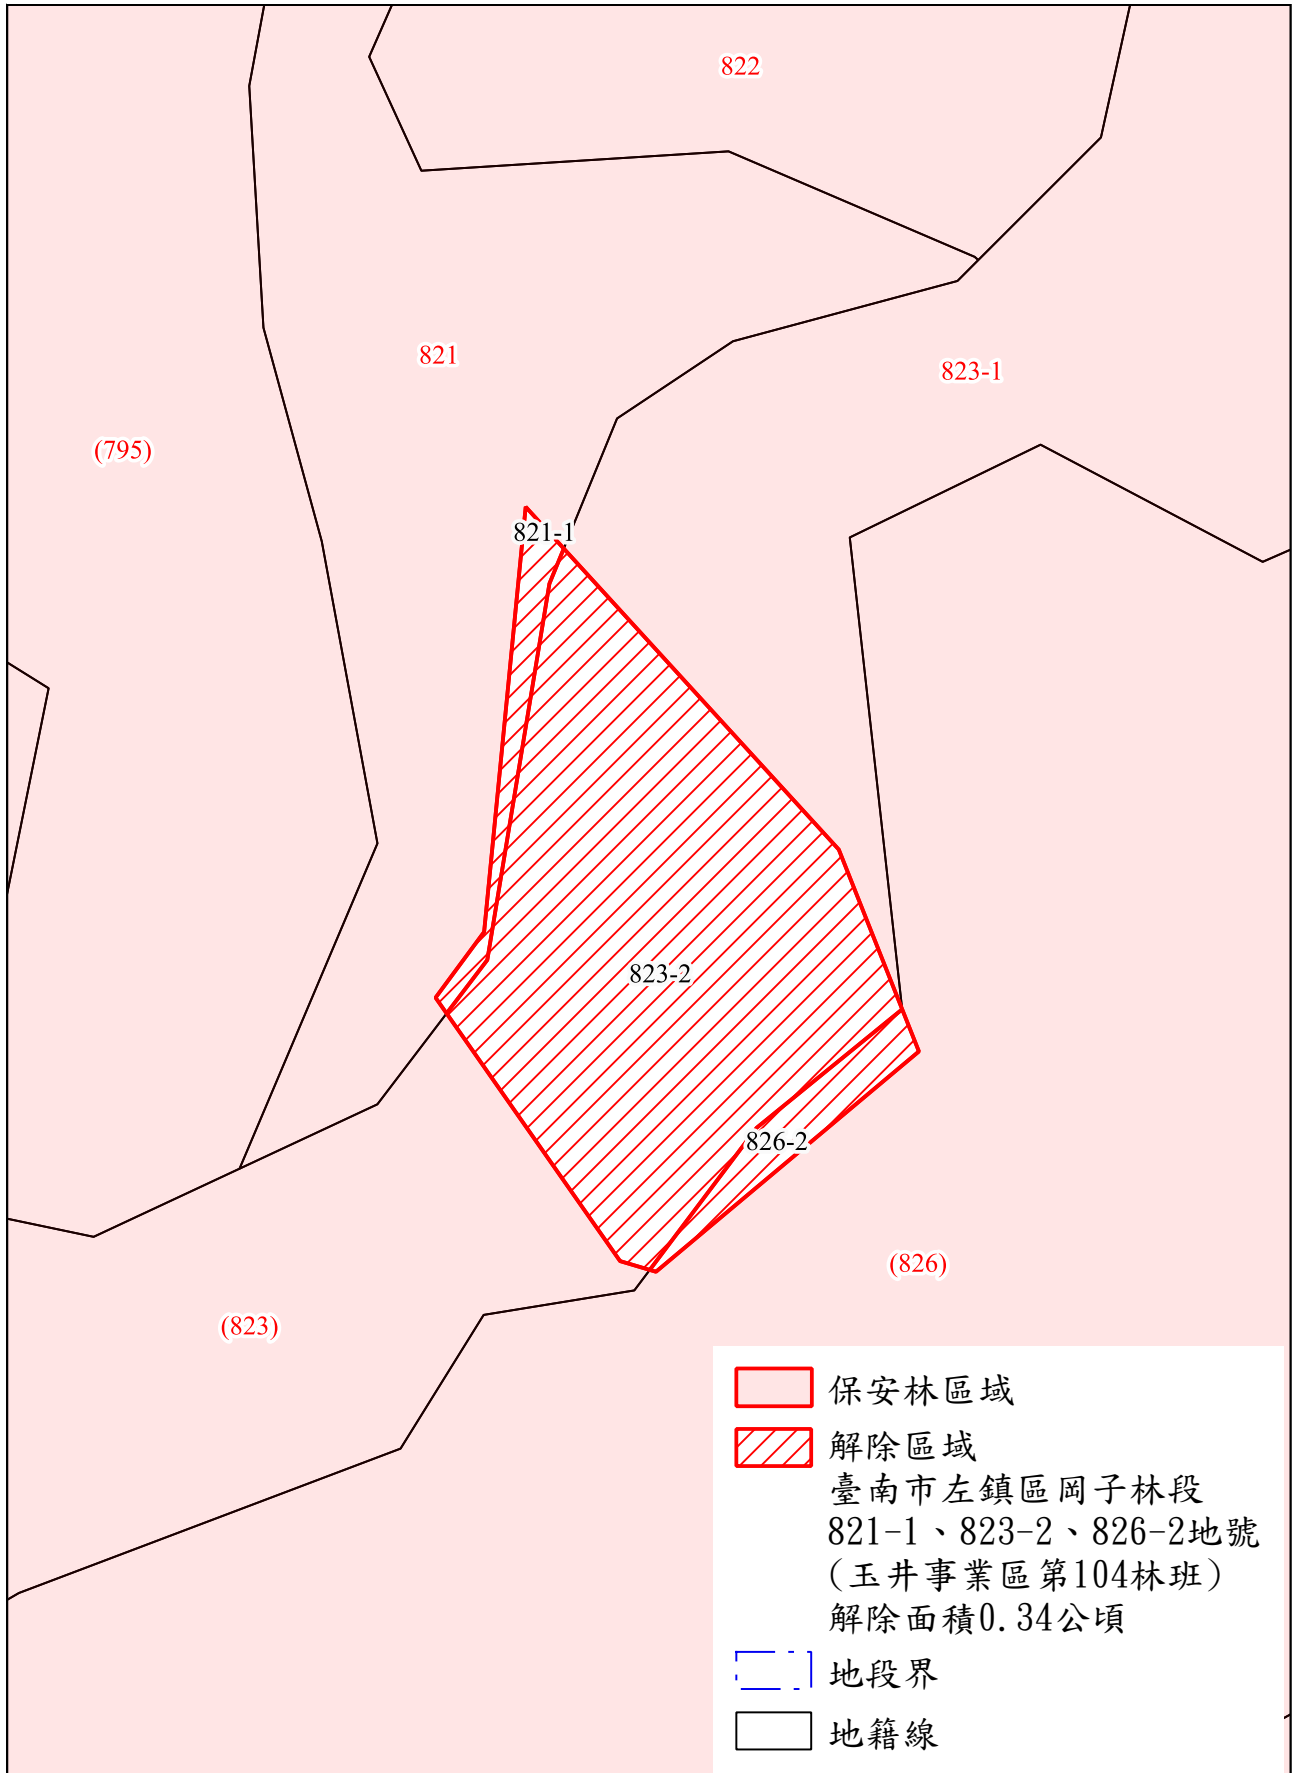 822
821
823-1
(795)
821-1
823-2
826-2
(826)
(823)
保安林區域
解除區域
臺南市左鎮區岡子林段
821-1、823-2、826-2地號
(玉井事業區第104林班)
解除面積0.34公頃
地段界
地籍線